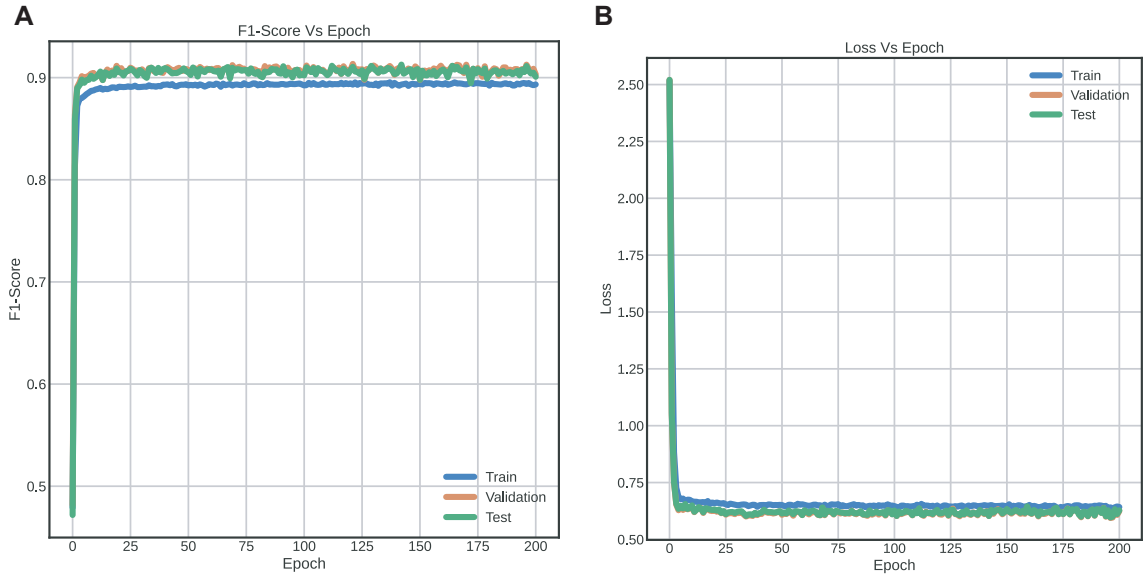 A
F1-Score Vs Epoch
F1-Score
0.9
0.8
0.7
0.6
0.5
Train
Validation
Test
0 25 50 75 100 125 150 175 200
Epoch
B
Loss Vs Epoch
Loss
2.50
2.25
2.00
1.75
1.50
1.25
1.00
0.75
0.50
Train
Validation
Test
0 25 50 75 100 125 150 175 200
Epoch